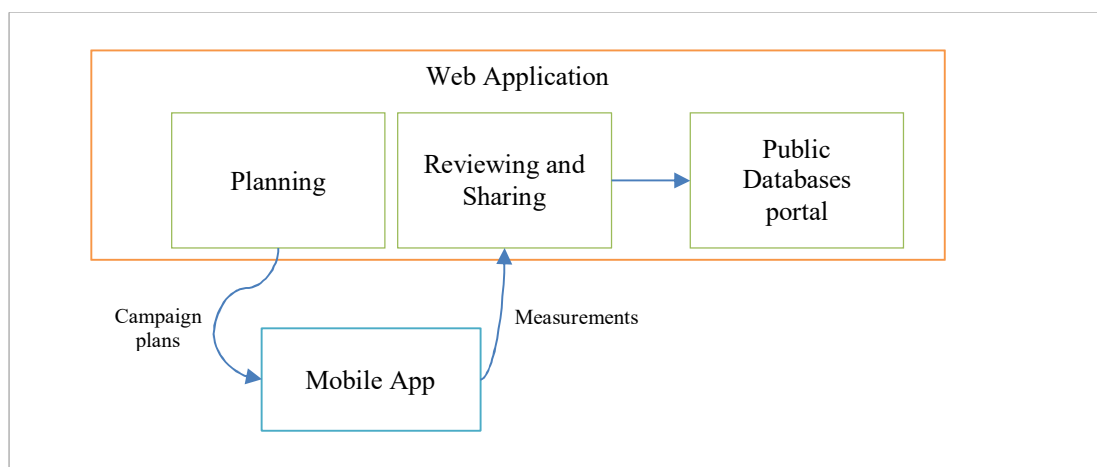 Web Application
Planning
Reviewing and
Sharing
Public
Databases
portal
Campaign
plans
Measurements
Mobile App